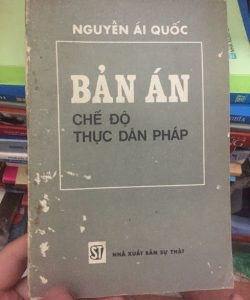 NGUYỄN ÁI QUỐC
BẢN ÁN
CHẾ ĐỘ
THỰC DÂN PHÁP
ST
NHÀ XUẤT BẢN SỰ THẬT